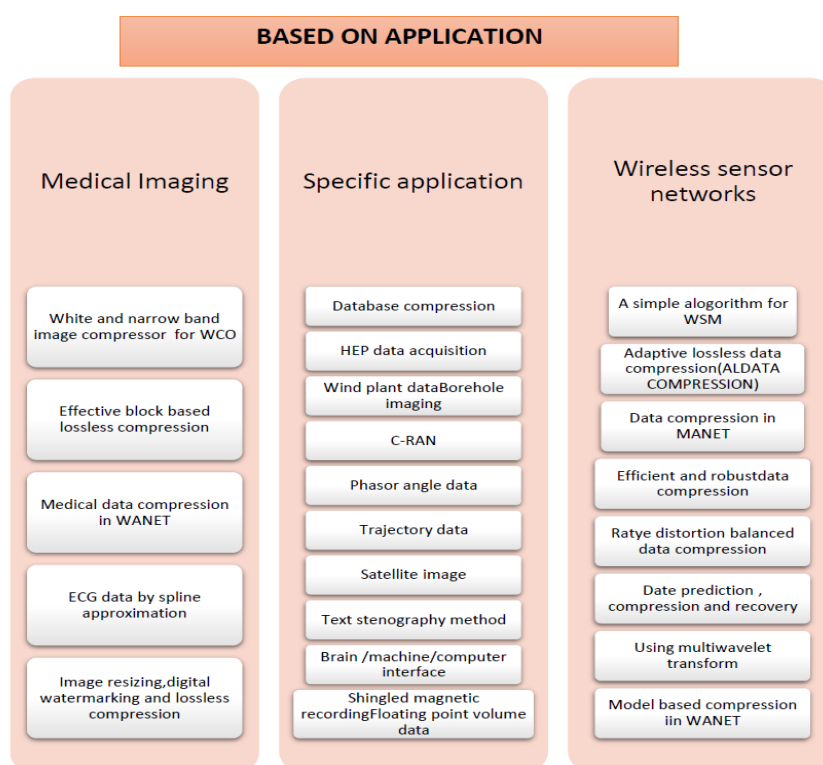 BASED ON APPLICATION
Medical Imaging
White and narrow band
image compressor for WCO
Effective block based
lossless compression
Medical data compression
in WANET
ECG data by spline
approximation
Image resizing,digital
watermarking and lossless
compression
Specific application
Database compression
HEP data acquisition
Wind plant dataBorehole
imaging
C-RAN
Phasor angle data
Trajectory data
Satellite image
Text stenography method
Brain /machine/computer
interface
Shingled magnetic
recordingFloating point volume
data
Wireless sensor
networks
A simple alogorithm for
WSM
Adaptive lossless data
compression(ALDATA
COMPRESSION)
Data compression in
MANET
Efficient and robustdata
compression
Ratye distortion balanced
data compression
Date prediction ,
compression and recovery
Using multiwavelet
transform
Model based compression
iin WANET